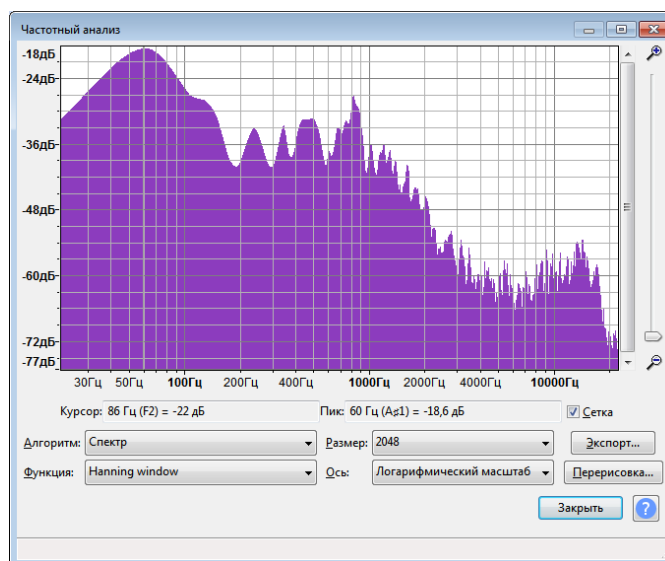 Частотный анализ
-18дБ
-24дБ
-36дБ
-48дБ
-60дБ
-72дБ
-77дБ
30Гц 50Гц 100Гц 200Гц 400Гц 1000Гц 2000Гц 4000Гц 10000Гц
Курсор: 86 Гц (F2) = -22 дБ Пик: 60 Гц (A♯1) = -18,6 дБ Сетка
Алгоритм: Спектр Размер: 2048 Экспорт...
Функция: Hanning window Ось: Логарифмический масштаб Перерисовка...
Закрыть ?